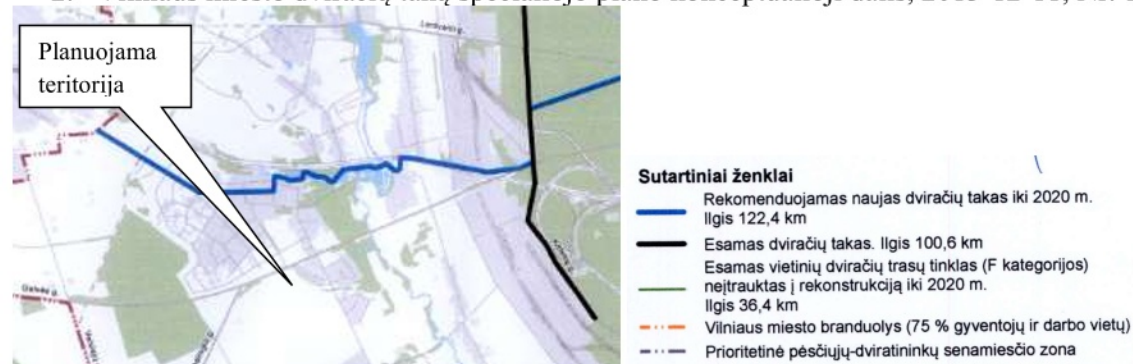 Planuojama
teritorija
Sutartiniai ženklai
Rekomenduojamas naujas dviračių takas iki 2020 m.
Ilgis 122,4 km
Esamas dviračių takas. Ilgis 100,6 km
Esamas vietinių dviračių trasų tinklas (F kategorijos)
neįtrauktas į rekonstrukciją iki 2020 m.
Ilgis 36,4 km
Vilniaus miesto branduolys (75 % gyventojų ir darbo vietų)
Prioritetinė pėsčiųjų-dviratininkų senamiesčio zona